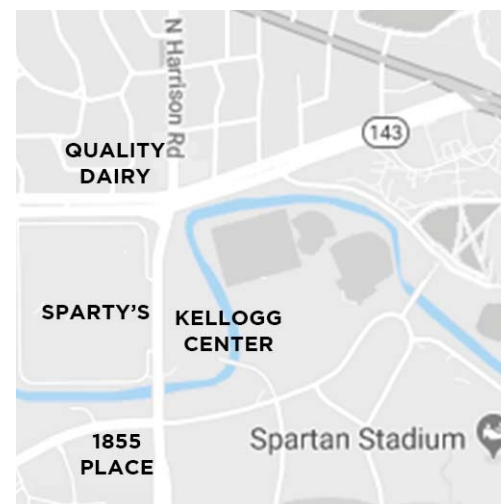 N Harrison Rd
143
QUALITY
DAIRY
SPARTY'S
KELLOGG
CENTER
1855
PLACE
Spartan Stadium